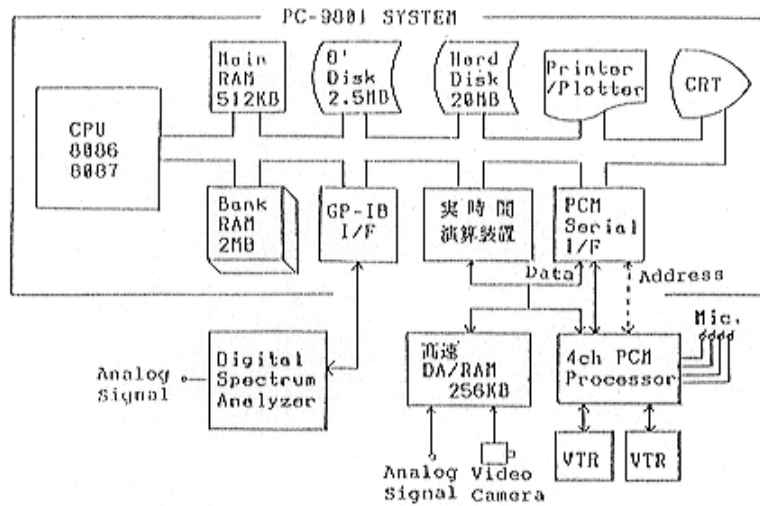 PC-9801 SYSTEM
Main
RAM
512KB
8'
Disk
2.5MB
Hard
Disk
20MB
Printer
/Plotter
CRT
CPU
8086
8087
Bank
RAM
2MB
GP-IB
I/F
実時間
演算装置
PCM
Serial
I/F
Data
Address
Mic.
Analog
Signal
Digital
Spectrum
Analyzer
高速
DA/RAM
256KB
4ch PCM
Processor
Analog
Signal
Video
Camera
VTR
VTR